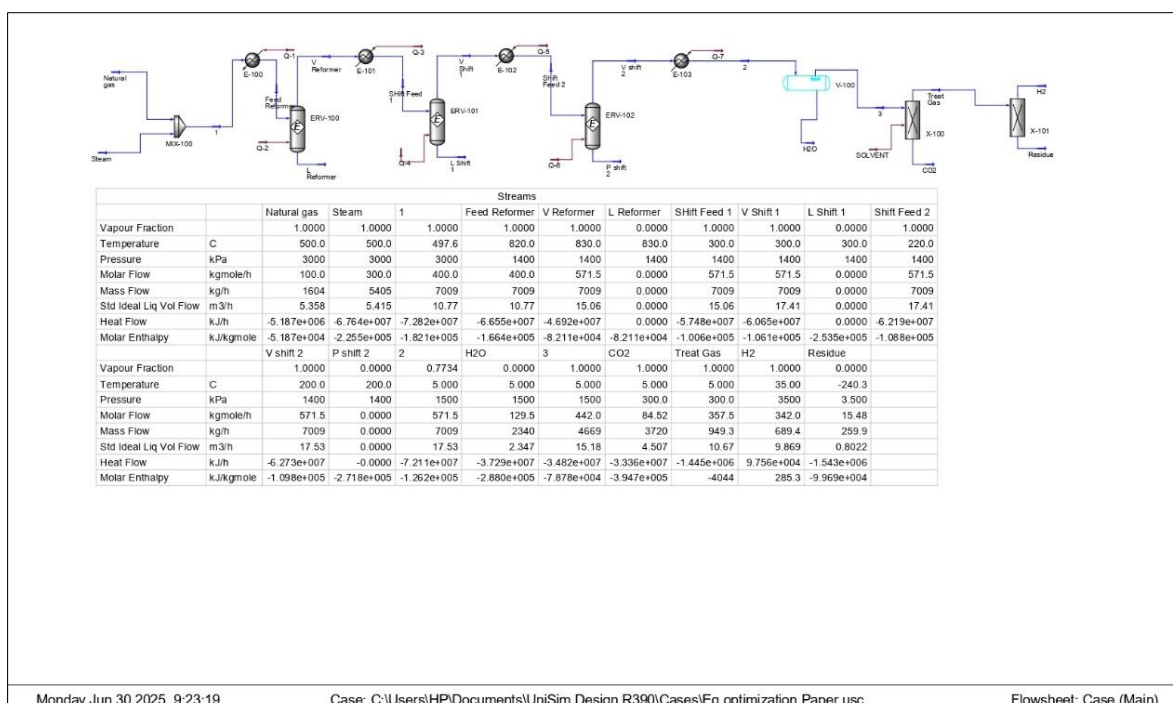 Natural gas
Steam
MIX-100
1
E-100
Q-1
Feed Reformer
V Reformer
ERV-100
Q-2
L Reformer
E-101
Q-3
SHift Feed 1
V Shift 1
ERV-101
Q-4
L Shift 1
E-102
Q-5
Shift Feed 2
V shift 2
ERV-102
Q-6
P shift 2
E-103
Q-7
2
V-100
H2O
3
SOLVENT
Treat Gas
X-100
CO2
H2
X-101
Residue
Streams
Natural gas Steam 1 Feed Reformer V Reformer L Reformer SHift Feed 1 V Shift 1 L Shift 1 Shift Feed 2
Vapour Fraction 1.0000 1.0000 1.0000 1.0000 1.0000 0.0000 1.0000 1.0000 0.0000 1.0000
Temperature C 500.0 500.0 497.6 820.0 830.0 830.0 300.0 300.0 300.0 220.0
Pressure kPa 3000 3000 3000 1400 1400 1400 1400 1400 1400 1400
Molar Flow kgmole/h 100.0 300.0 400.0 400.0 571.5 0.0000 571.5 571.5 0.0000 571.5
Mass Flow kg/h 1604 5405 7009 7009 7009 0.0000 7009 7009 0.0000 7009
Std Ideal Liq Vol Flow m3/h 5.358 5.415 10.77 10.77 15.06 0.0000 15.06 17.41 0.0000 17.41
Heat Flow kJ/h -5.187e+006 -6.764e+007 -7.282e+007 -6.655e+007 -4.692e+007 0.0000 -5.748e+007 -6.065e+007 0.0000 -6.219e+007
Molar Enthalpy kJ/kgmole -5.187e+004 -2.255e+005 -1.821e+005 -1.664e+005 -8.211e+004 -8.211e+004 -1.006e+005 -1.061e+005 -2.535e+005 -1.088e+005
V shift 2 P shift 2 2 H2O 3 CO2 Treat Gas H2 Residue
Vapour Fraction 1.0000 0.0000 0.7734 0.0000 1.0000 1.0000 1.0000 1.0000 0.0000
Temperature C 200.0 200.0 5.000 5.000 5.000 5.000 5.000 35.00 -240.3
Pressure kPa 1400 1400 1500 1500 1500 300.0 300.0 3500 3.500
Molar Flow kgmole/h 571.5 0.0000 571.5 129.5 442.0 84.52 357.5 342.0 15.48
Mass Flow kg/h 7009 0.0000 7009 2340 4669 3720 949.3 689.4 259.9
Std Ideal Liq Vol Flow m3/h 17.53 0.0000 17.53 2.347 15.18 4.507 10.67 9.869 0.8022
Heat Flow kJ/h -6.273e+007 -0.0000 -7.211e+007 -3.729e+007 -3.482e+007 -3.336e+007 -1.445e+006 9.756e+004 -1.543e+006
Molar Enthalpy kJ/kgmole -1.098e+005 -2.718e+005 -1.262e+005 -2.880e+005 -7.878e+004 -3.947e+005 -4044 285.3 -9.969e+004
Monday Jun 30 2025, 9:23:19 Case: C:\Users\HP\Documents\UniSim Design R390\Cases\Eg optimization Paper.usc Flowsheet: Case (Main)